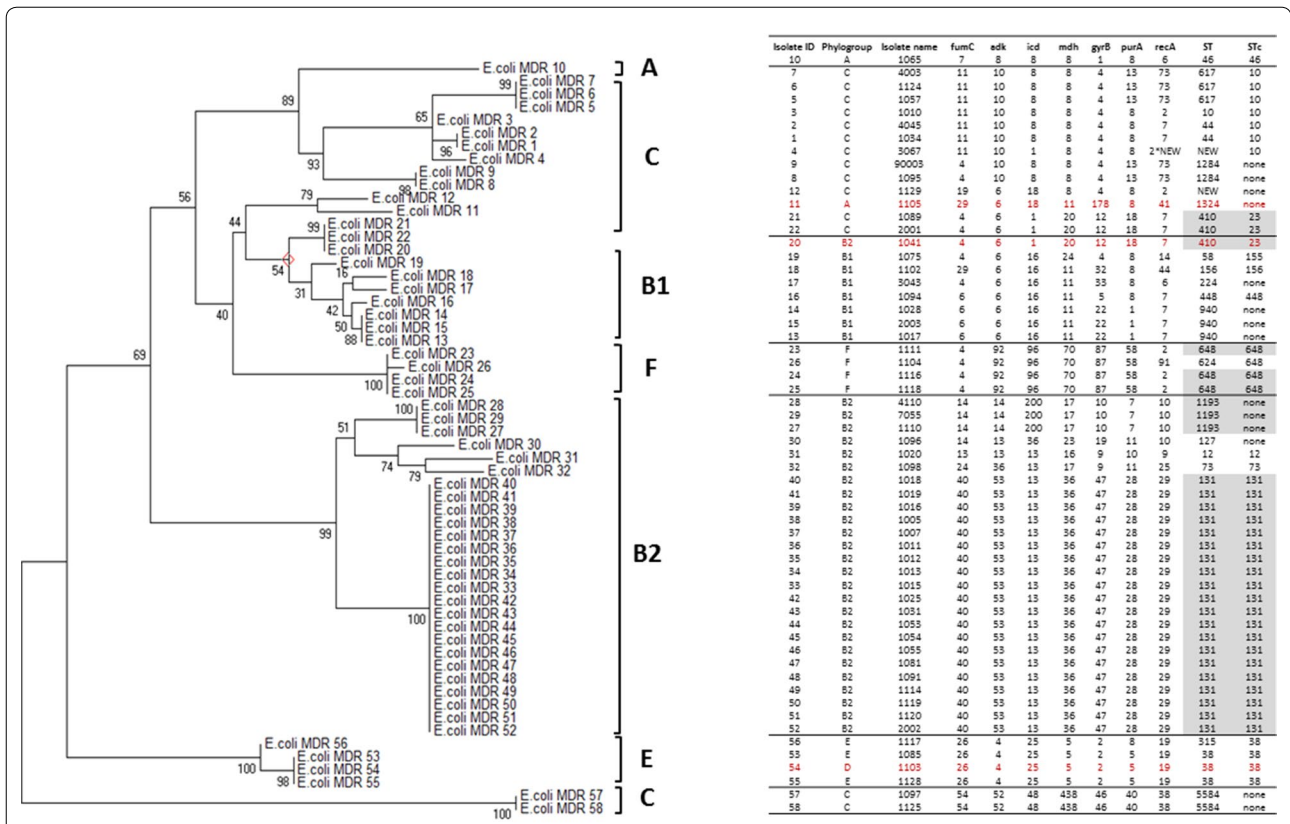 E.coli MDR 10
E.coli MDR 7
E.coli MDR 6
E.coli MDR 5
E.coli MDR 3
E.coli MDR 2
E.coli MDR 1
E.coli MDR 4
E.coli MDR 9
E.coli MDR 8
E.coli MDR 12
E.coli MDR 11
E.coli MDR 21
E.coli MDR 22
E.coli MDR 20
E.coli MDR 19
E.coli MDR 18
E.coli MDR 17
E.coli MDR 16
E.coli MDR 14
E.coli MDR 15
E.coli MDR 13
E.coli MDR 23
E.coli MDR 26
E.coli MDR 24
E.coli MDR 25
E.coli MDR 28
E.coli MDR 29
E.coli MDR 27
E.coli MDR 30
E.coli MDR 31
E.coli MDR 32
E.coli MDR 40
E.coli MDR 41
E.coli MDR 39
E.coli MDR 38
E.coli MDR 37
E.coli MDR 36
E.coli MDR 35
E.coli MDR 34
E.coli MDR 33
E.coli MDR 42
E.coli MDR 43
E.coli MDR 44
E.coli MDR 45
E.coli MDR 46
E.coli MDR 47
E.coli MDR 48
E.coli MDR 49
E.coli MDR 50
E.coli MDR 51
E.coli MDR 52
E.coli MDR 56
E.coli MDR 53
E.coli MDR 54
E.coli MDR 55
E.coli MDR 57
E.coli MDR 58
99
89
65
96
93
98
79
56
44
99
54
16
31
42
50
88
40
69
100
100
51
74
79
99
100
100
98
100
A
C
B1
F
B2
E
C
Isolate ID Phylogroup Isolate name fumC adk icd mdh gyrB purA recA ST STc
10 A 1065 7 8 8 8 1 8 6 46 46
7 C 4003 11 10 8 8 4 13 73 617 10
6 C 1124 11 10 8 8 4 13 73 617 10
5 C 1057 11 10 8 8 4 13 73 617 10
3 C 1010 11 10 8 8 4 8 2 10 10
2 C 4045 11 10 8 8 4 8 7 44 10
1 C 1034 11 10 8 8 4 8 7 44 10
4 C 3067 11 10 1 8 4 8 2*NEW NEW 10
9 C 90003 4 10 8 8 4 13 73 1284 none
8 C 1095 4 10 8 8 4 13 73 1284 none
12 C 1129 19 6 18 8 4 8 2 NEW none
11 A 1105 29 6 18 11 178 8 41 1324 none
21 C 1089 4 6 1 20 12 18 7 410 23
22 C 2001 4 6 1 20 12 18 7 410 23
20 B2 1041 4 6 1 20 12 18 7 410 23
19 B1 1075 4 6 16 24 4 8 14 58 155
18 B1 1102 29 6 16 11 32 8 44 156 156
17 B1 3043 4 6 16 11 33 8 6 224 none
16 B1 1094 6 6 16 11 5 8 7 448 448
14 B1 1028 6 6 16 11 22 1 7 940 none
15 B1 2003 6 6 16 11 22 1 7 940 none
13 B1 1017 6 6 16 11 22 1 7 940 none
23 F 1111 4 92 96 70 87 58 2 648 648
26 F 1104 4 92 96 70 87 58 91 624 648
24 F 1116 4 92 96 70 87 58 2 648 648
25 F 1118 4 92 96 70 87 58 2 648 648
28 B2 4110 14 14 200 17 10 7 10 1193 none
29 B2 7055 14 14 200 17 10 7 10 1193 none
27 B2 1110 14 14 200 17 10 7 10 1193 none
30 B2 1096 14 13 36 23 19 11 10 127 none
31 B2 1020 13 13 13 16 9 10 9 12 12
32 B2 1098 24 36 13 17 9 11 25 73 73
40 B2 1018 40 53 13 36 47 28 29 131 131
41 B2 1019 40 53 13 36 47 28 29 131 131
39 B2 1016 40 53 13 36 47 28 29 131 131
38 B2 1005 40 53 13 36 47 28 29 131 131
37 B2 1007 40 53 13 36 47 28 29 131 131
36 B2 1011 40 53 13 36 47 28 29 131 131
35 B2 1012 40 53 13 36 47 28 29 131 131
34 B2 1013 40 53 13 36 47 28 29 131 131
33 B2 1015 40 53 13 36 47 28 29 131 131
42 B2 1025 40 53 13 36 47 28 29 131 131
43 B2 1031 40 53 13 36 47 28 29 131 131
44 B2 1053 40 53 13 36 47 28 29 131 131
45 B2 1054 40 53 13 36 47 28 29 131 131
46 B2 1055 40 53 13 36 47 28 29 131 131
47 B2 1081 40 53 13 36 47 28 29 131 131
48 B2 1091 40 53 13 36 47 28 29 131 131
49 B2 1114 40 53 13 36 47 28 29 131 131
50 B2 1119 40 53 13 36 47 28 29 131 131
51 B2 1120 40 53 13 36 47 28 29 131 131
52 B2 2002 40 53 13 36 47 28 29 131 131
56 E 1117 26 4 25 5 2 8 19 315 38
53 E 1085 26 4 25 5 2 5 19 38 38
54 D 1103 26 4 25 5 2 5 19 38 38
55 E 1128 26 4 25 5 2 5 19 38 38
57 C 1097 54 52 48 438 46 40 38 5584 none
58 C 1125 54 52 48 438 46 40 38 5584 none